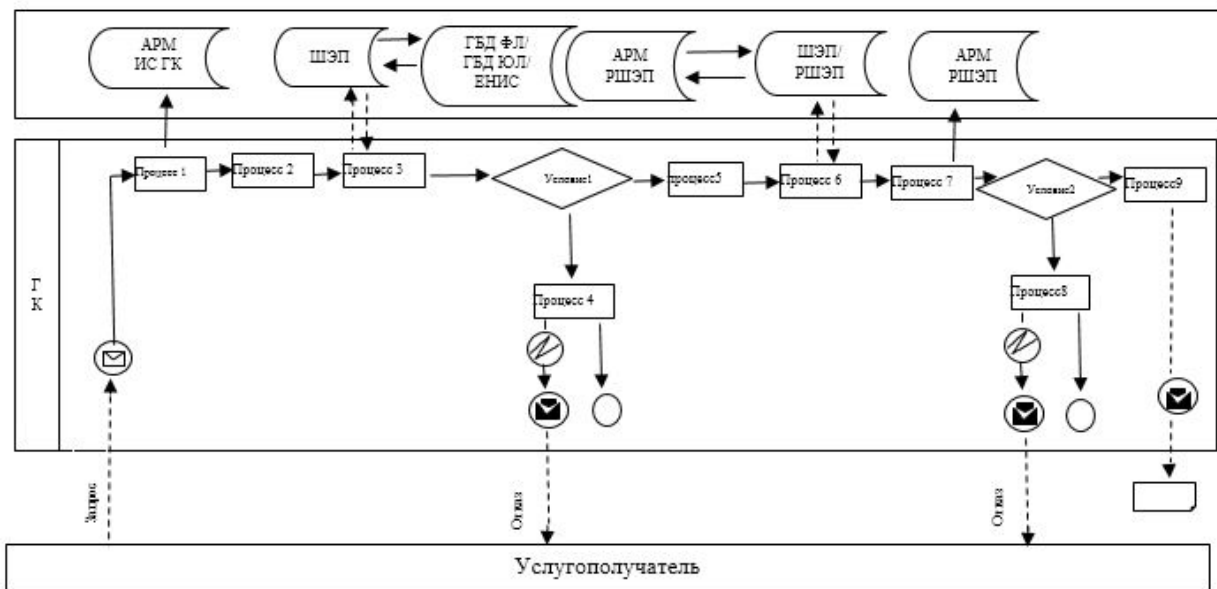 АРМ
ИС ГК
ШЭП
ГБД ФЛ/
ГБД ЮЛ/
ЕНИС
АРМ
РШЭП
ШЭП/
РШЭП
АРМ
РШЭП
Г
К
Процесс 1
Процесс 2
Процесс 3
Условие1
процесс5
Процесс 6
Процесс 7
Условие2
Процесс9
Процесс 4
Процесс8
Запрос
Отказ
Отказ
Услугополучатель